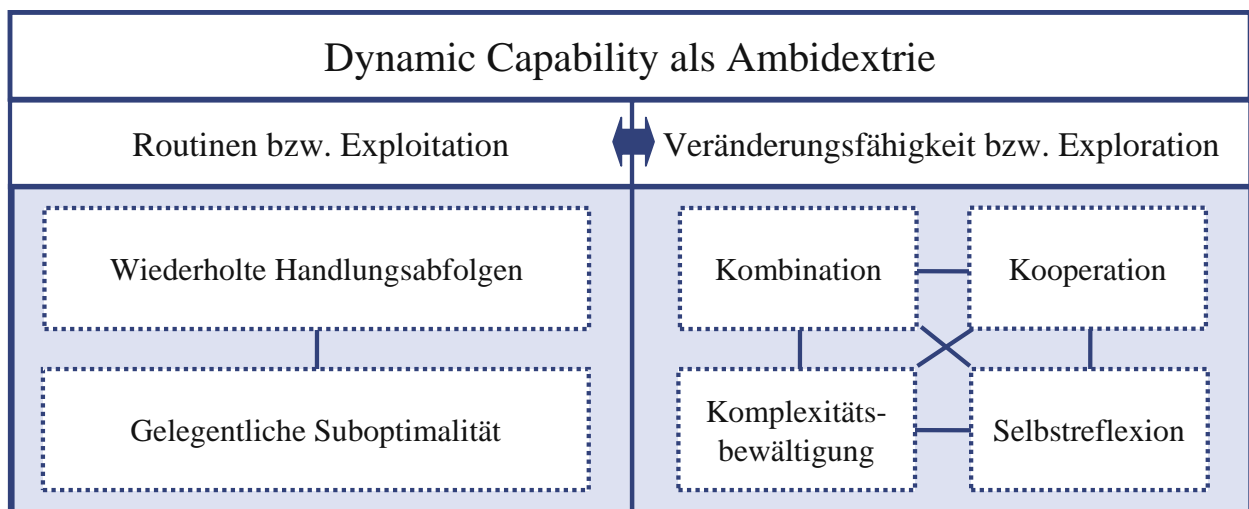 Dynamic Capability als Ambidextrie
Routinen bzw. Exploitation
Veränderungsfähigkeit bzw. Exploration
Wiederholte Handlungsabfolgen
Gelegentliche Suboptimalität
Kombination
Kooperation
Komplexitäts-
bewältigung
Selbstreflexion